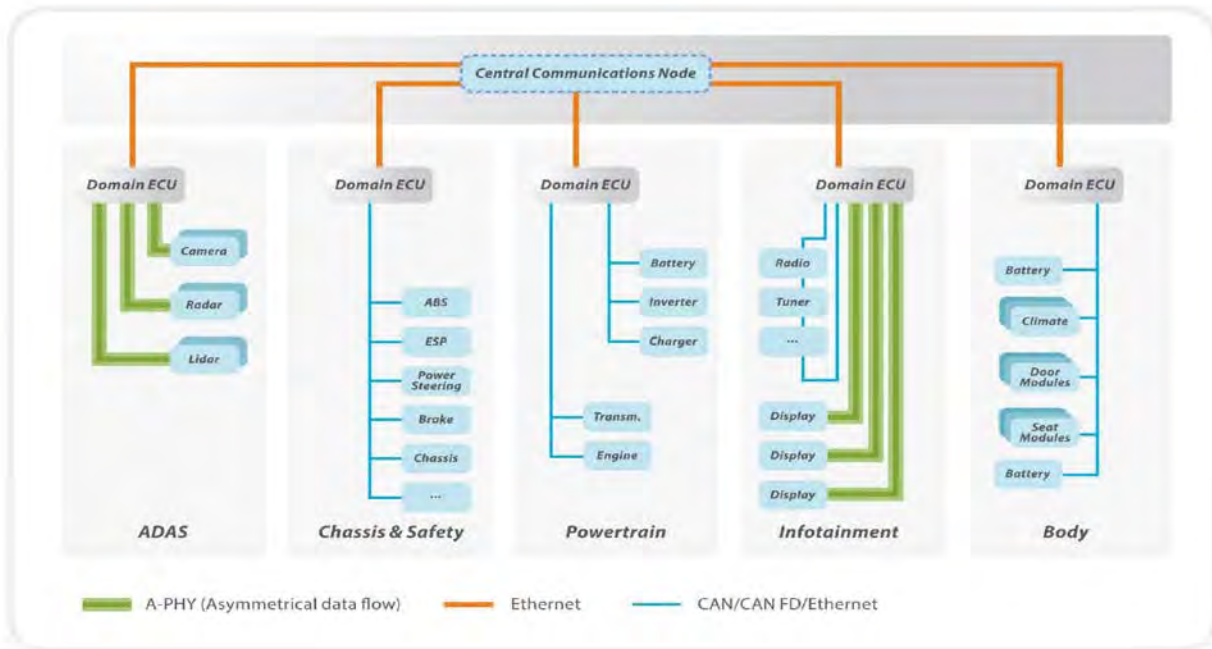 Central Communications Node
Domain ECU
Camera
Radar
Lidar
ADAS
Domain ECU
ABS
ESP
Power
Steering
Broke
Chassis
...
Chassis & Safety
Domain ECU
Battery
Inverter
Charger
Transm.
Engine
Powertrain
Domain ECU
Radio
Tuner
...
Display
Display
Display
Infotainment
Domain ECU
Battery
Climate
Door
Modules
Seat
Modules
Battery
Body
A-PHY (Asymmetrical data flow)
Ethernet
CAN/CAN FD/Ethernet